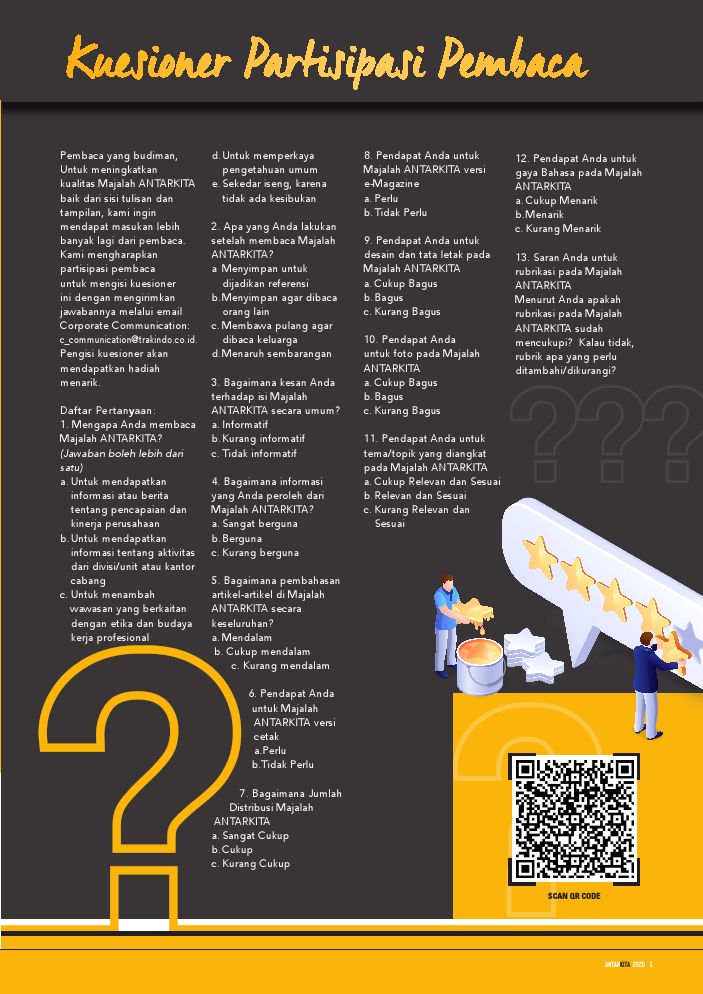 Kuesioner Partisipasi Pembaca
Pembaca yang budiman,
Untuk meningkatkan
kualitas Majalah ANTARKITA
baik dari sisi tulisan dan
tampilan, kami ingin
mendapat masukan lebih
banyak lagi dari pembaca.
Kami mengharapkan
partisipasi pembaca
untuk mengisi kuesioner
ini dengan mengirimkan
jawabannya melalui email
Corporate Communication:
c_communication@trakindo.co.id.
Pengisi kuesioner akan
mendapatkan hadiah
menarik.
Daftar Pertanyaan:
1. Mengapa Anda membaca
Majalah ANTARKITA?
(Jawaban boleh lebih dari
satu)
a. Untuk mendapatkan
informasi atau berita
tentang pencapaian dan
kinerja perusahaan
b. Untuk mendapatkan
informasi tentang aktivitas
dari divisi/unit atau kantor
cabang
c. Untuk menambah
wawasan yang berkaitan
dengan etika dan budaya
kerja profesional
d. Untuk memperkaya
pengetahuan umum
e. Sekedar iseng, karena
tidak ada kesibukan
2. Apa yang Anda lakukan
setelah membaca Majalah
ANTARKITA?
a Menyimpan untuk
dijadikan referensi
b.Menyimpan agar dibaca
orang lain
c. Membawa pulang agar
dibaca keluarga
d.Menaruh sembarangan
3. Bagaimana kesan Anda
terhadap isi Majalah
ANTARKITA secara umum?
a. Informatif
b. Kurang informatif
c. Tidak informatif
4. Bagaimana informasi
yang Anda peroleh dari
Majalah ANTARKITA?
a. Sangat berguna
b. Berguna
c. Kurang berguna
5. Bagaimana pembahasan
artikel-artikel di Majalah
ANTARKITA secara
keseluruhan?
a. Mendalam
b. Cukup mendalam
c. Kurang mendalam
6. Pendapat Anda
untuk Majalah
ANTARKITA versi
cetak
a.Perlu
b.Tidak Perlu
7. Bagaimana Jumlah
Distribusi Majalah
ANTARKITA
a. Sangat Cukup
b. Cukup
c. Kurang Cukup
8. Pendapat Anda untuk
Majalah ANTARKITA versi
e-Magazine
a. Perlu
b. Tidak Perlu
9. Pendapat Anda untuk
desain dan tata letak pada
Majalah ANTARKITA
a. Cukup Bagus
b. Bagus
c. Kurang Bagus
10. Pendapat Anda
untuk foto pada Majalah
ANTARKITA
a. Cukup Bagus
b. Bagus
c. Kurang Bagus
11. Pendapat Anda untuk
tema/topik yang diangkat
pada Majalah ANTARKITA
a. Cukup Relevan dan Sesuai
b. Relevan dan Sesuai
c. Kurang Relevan dan
Sesuai
12. Pendapat Anda untuk
gaya Bahasa pada Majalah
ANTARKITA
a. Cukup Menarik
b.Menarik
c. Kurang Menarik
13. Saran Anda untuk
rubrikasi pada Majalah
ANTARKITA
Menurut Anda apakah
rubrikasi pada Majalah
ANTARKITA sudah
mencukupi? Kalau tidak,
rubrik apa yang perlu
ditambahi/dikurangi?
???
?
?
SCAN QR CODE
ANTARKITA 2020 5